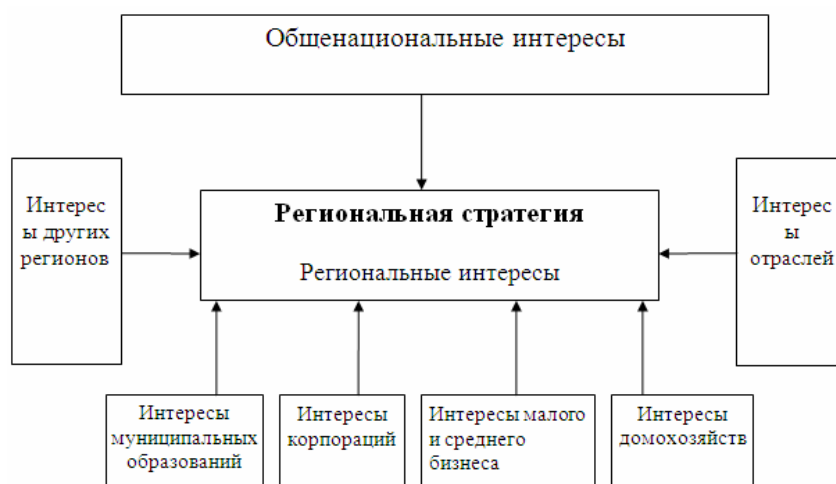 Общенациональные интересы
Интерес
ы других
регионов
Региональная стратегия
Региональные интересы
Интерес
ы
отраслей
Интересы
муниципальных
образований
Интересы
корпораций
Интересы малого
и среднего
бизнеса
Интересы
домохозяйств